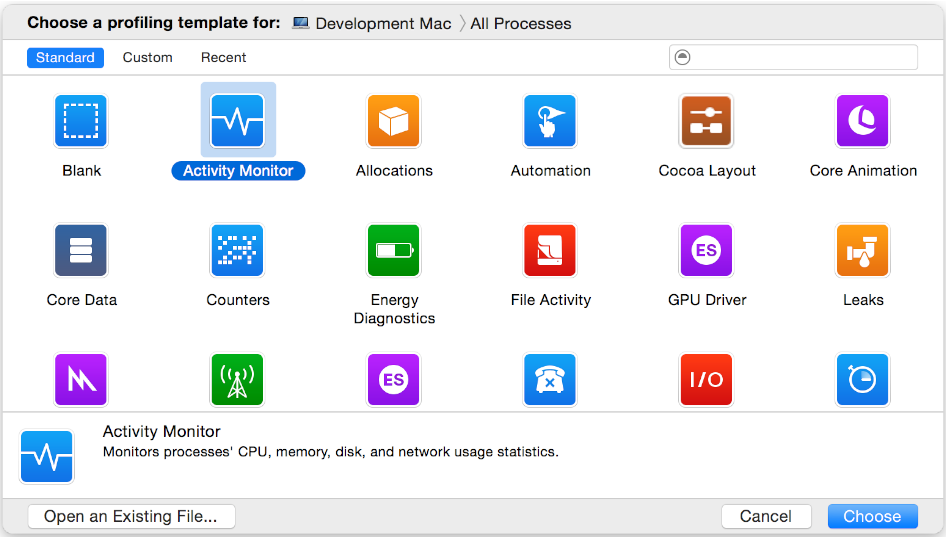 Choose a profiling template for: Development Mac 〉All Processes
Standard Custom Recent
Blank Activity Monitor Allocations Automation Cocoa Layout Core Animation
ES
Core Data Counters Energy Diagnostics File Activity GPU Driver Leaks
ES I/O
Activity Monitor
Monitors processes' CPU, memory, disk, and network usage statistics.
Open an Existing File... Cancel Choose